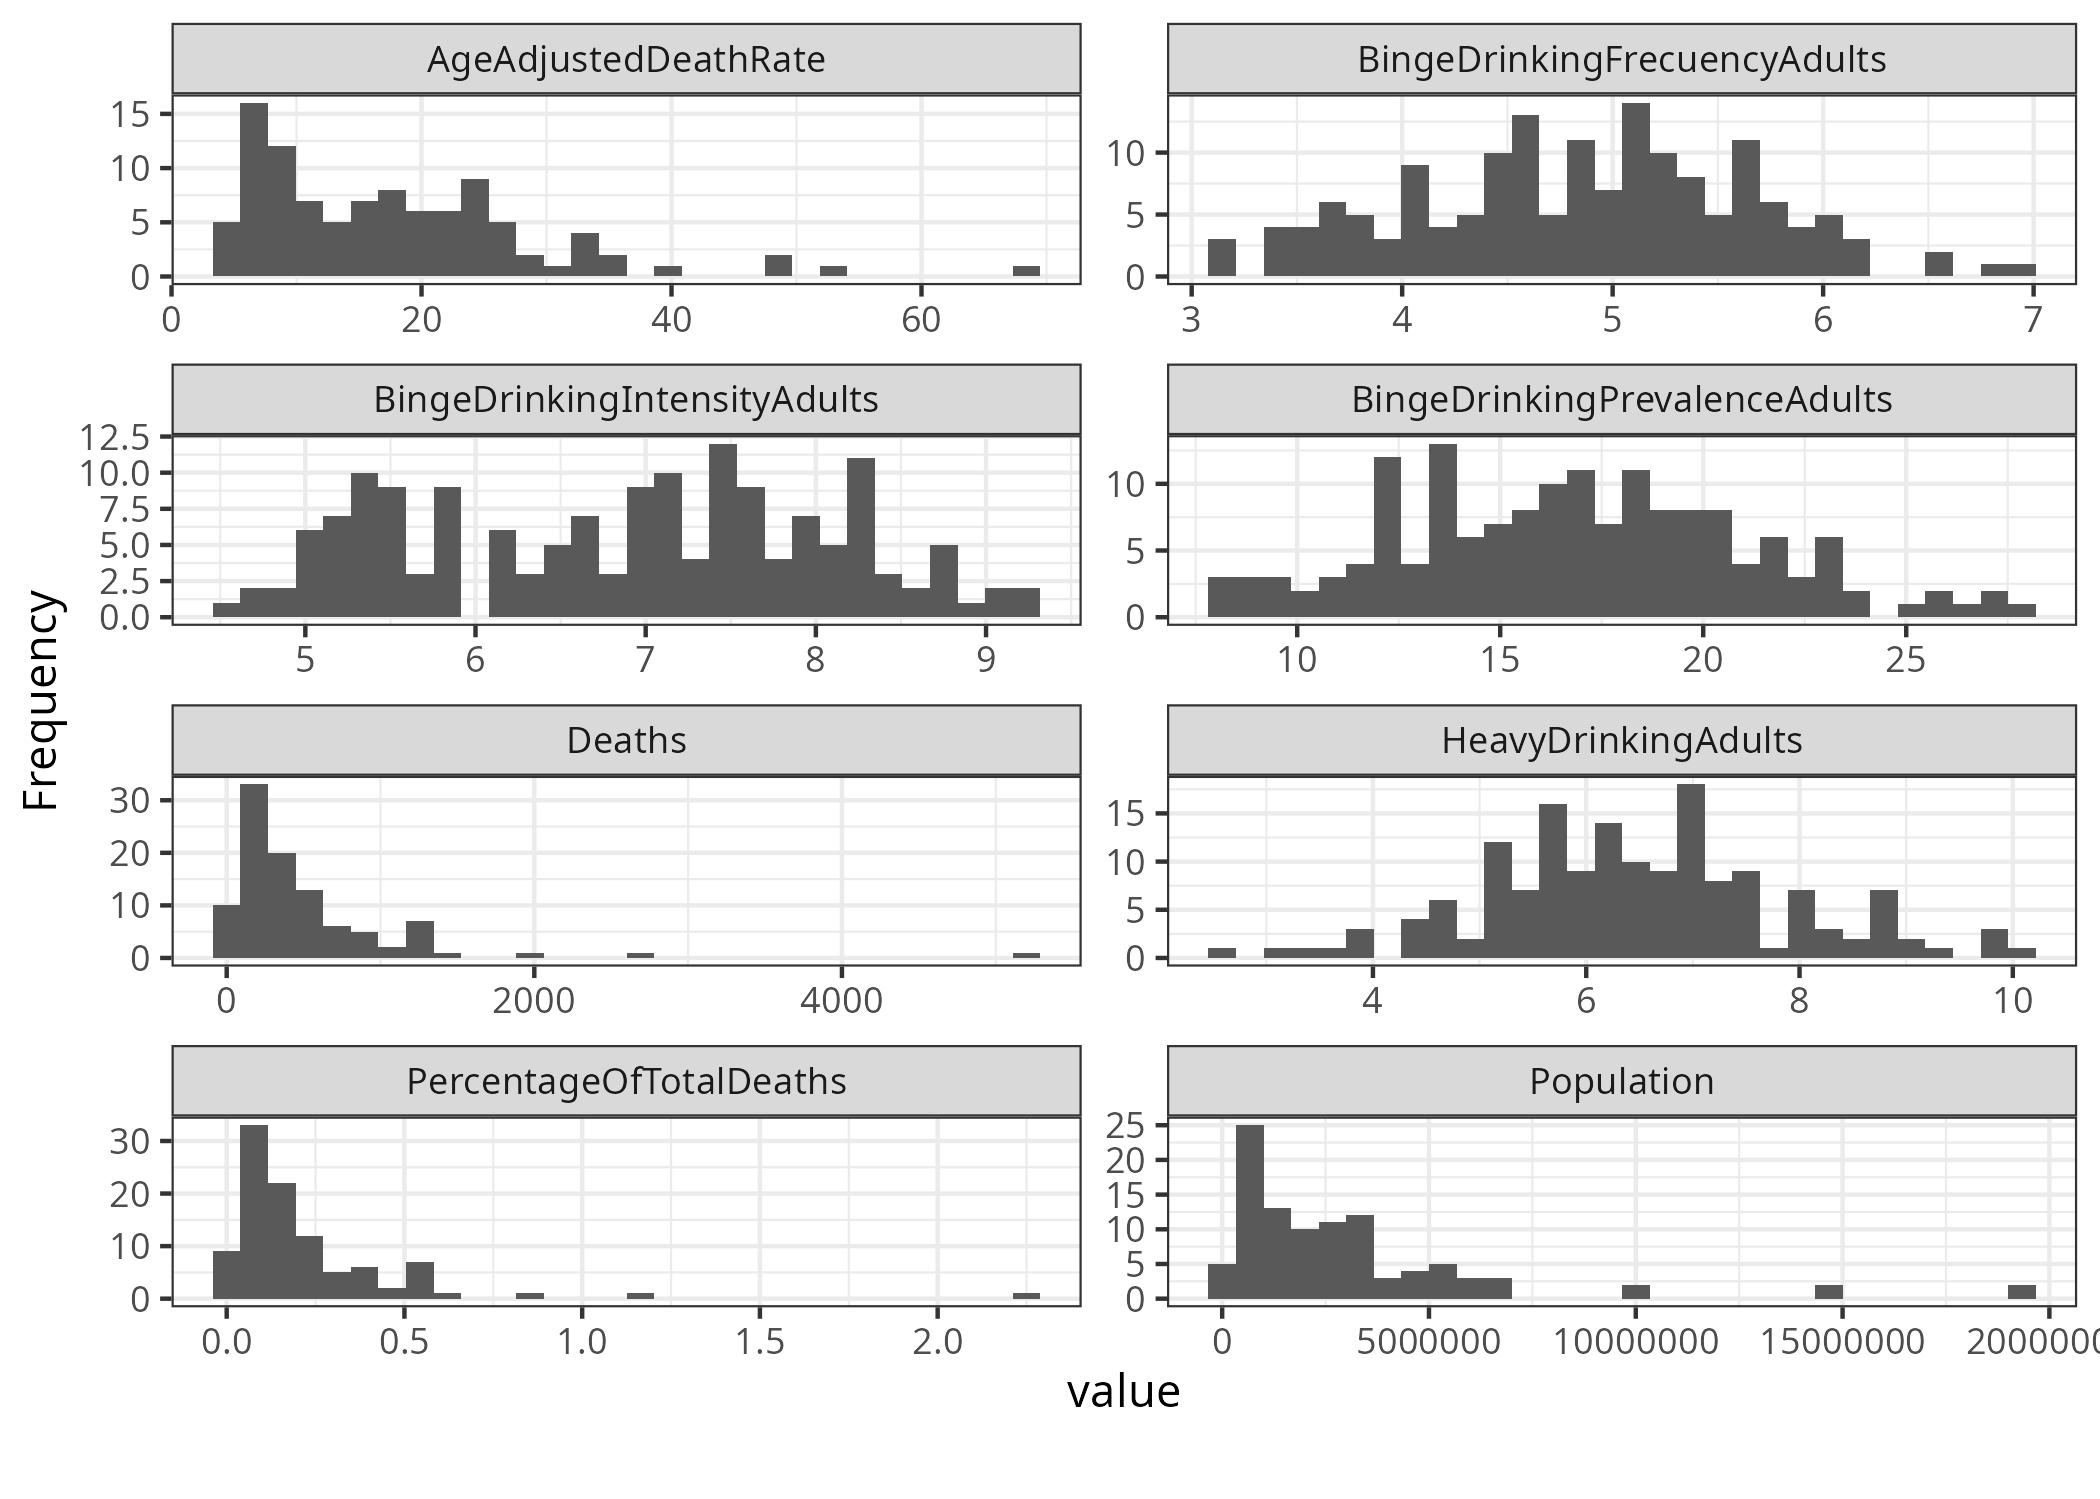 AgeAdjustedDeathRate
15
10
5
0
0 20 40 60
BingeDrinkingFrecuencyAdults
10
5
0
3 4 5 6 7
BingeDrinkingIntensityAdults
12.5
10.0
7.5
5.0
2.5
0.0
5 6 7 8 9
BingeDrinkingPrevalenceAdults
10
5
0
10 15 20 25
Deaths
30
20
10
0
0 2000 4000
HeavyDrinkingAdults
15
10
5
0
4 6 8 10
PercentageOfTotalDeaths
30
20
10
0
0.0 0.5 1.0 1.5 2.0
Population
25
20
15
10
5
0
0 5000000 10000000 15000000
Frequency
value